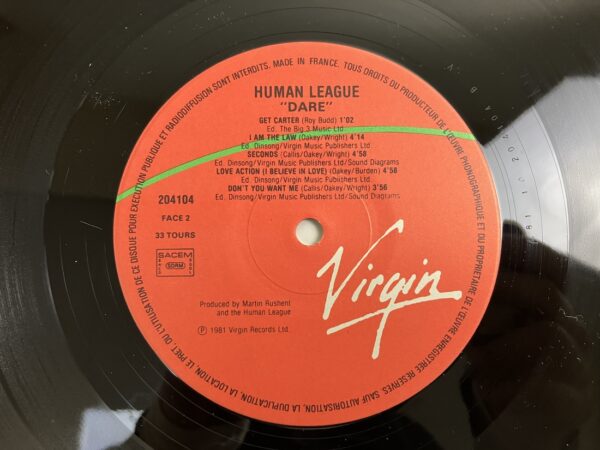 HUMAN LEAGUE
"DARE"
GET CARTER (Roy Budd) 1'02
Ed. The Big 3 Music Ltd
I AM THE LAW (Oakey/Wright) 4'14
Ed. Dinsong/Virgin Music Publishers Ltd
SECONDS (Callis/Oakey/Wright) 4'58
Ed. Dinsong/Virgin Music Publishers Ltd/Sound Diagrams
LOVE ACTION (I BELIEVE IN LOVE) (Oakey/Burden) 4'58
Ed. Dinsong/Virgin Music Publishers Ltd
DON'T YOU WANT ME (Callis/Oakey/Wright) 3'56
Ed. Dinsong/Virgin Music Publishers Ltd/Sound Diagrams
204104
FACE 2
33 TOURS
SACEM
SDRM
Virgin
Produced by Martin Rushent
and the Human League
Ⓟ 1981 Virgin Records Ltd.
MADE IN FRANCE. TOUS DROITS DU PRODUCTEUR DE L'ŒUVRE PHONOGRAPHIQUE ET DU PROPRIETAIRE DE L'ŒUVRE ENREGISTREE RESERVES. SAUF AUTORISATION, LA DUPLICATION, LA LOCATION, LE PRET, OU L'UTILISATION DE CE DISQUE POUR EXECUTION PUBLIQUE ET RADIODIFFUSION SONT INTERDITS.